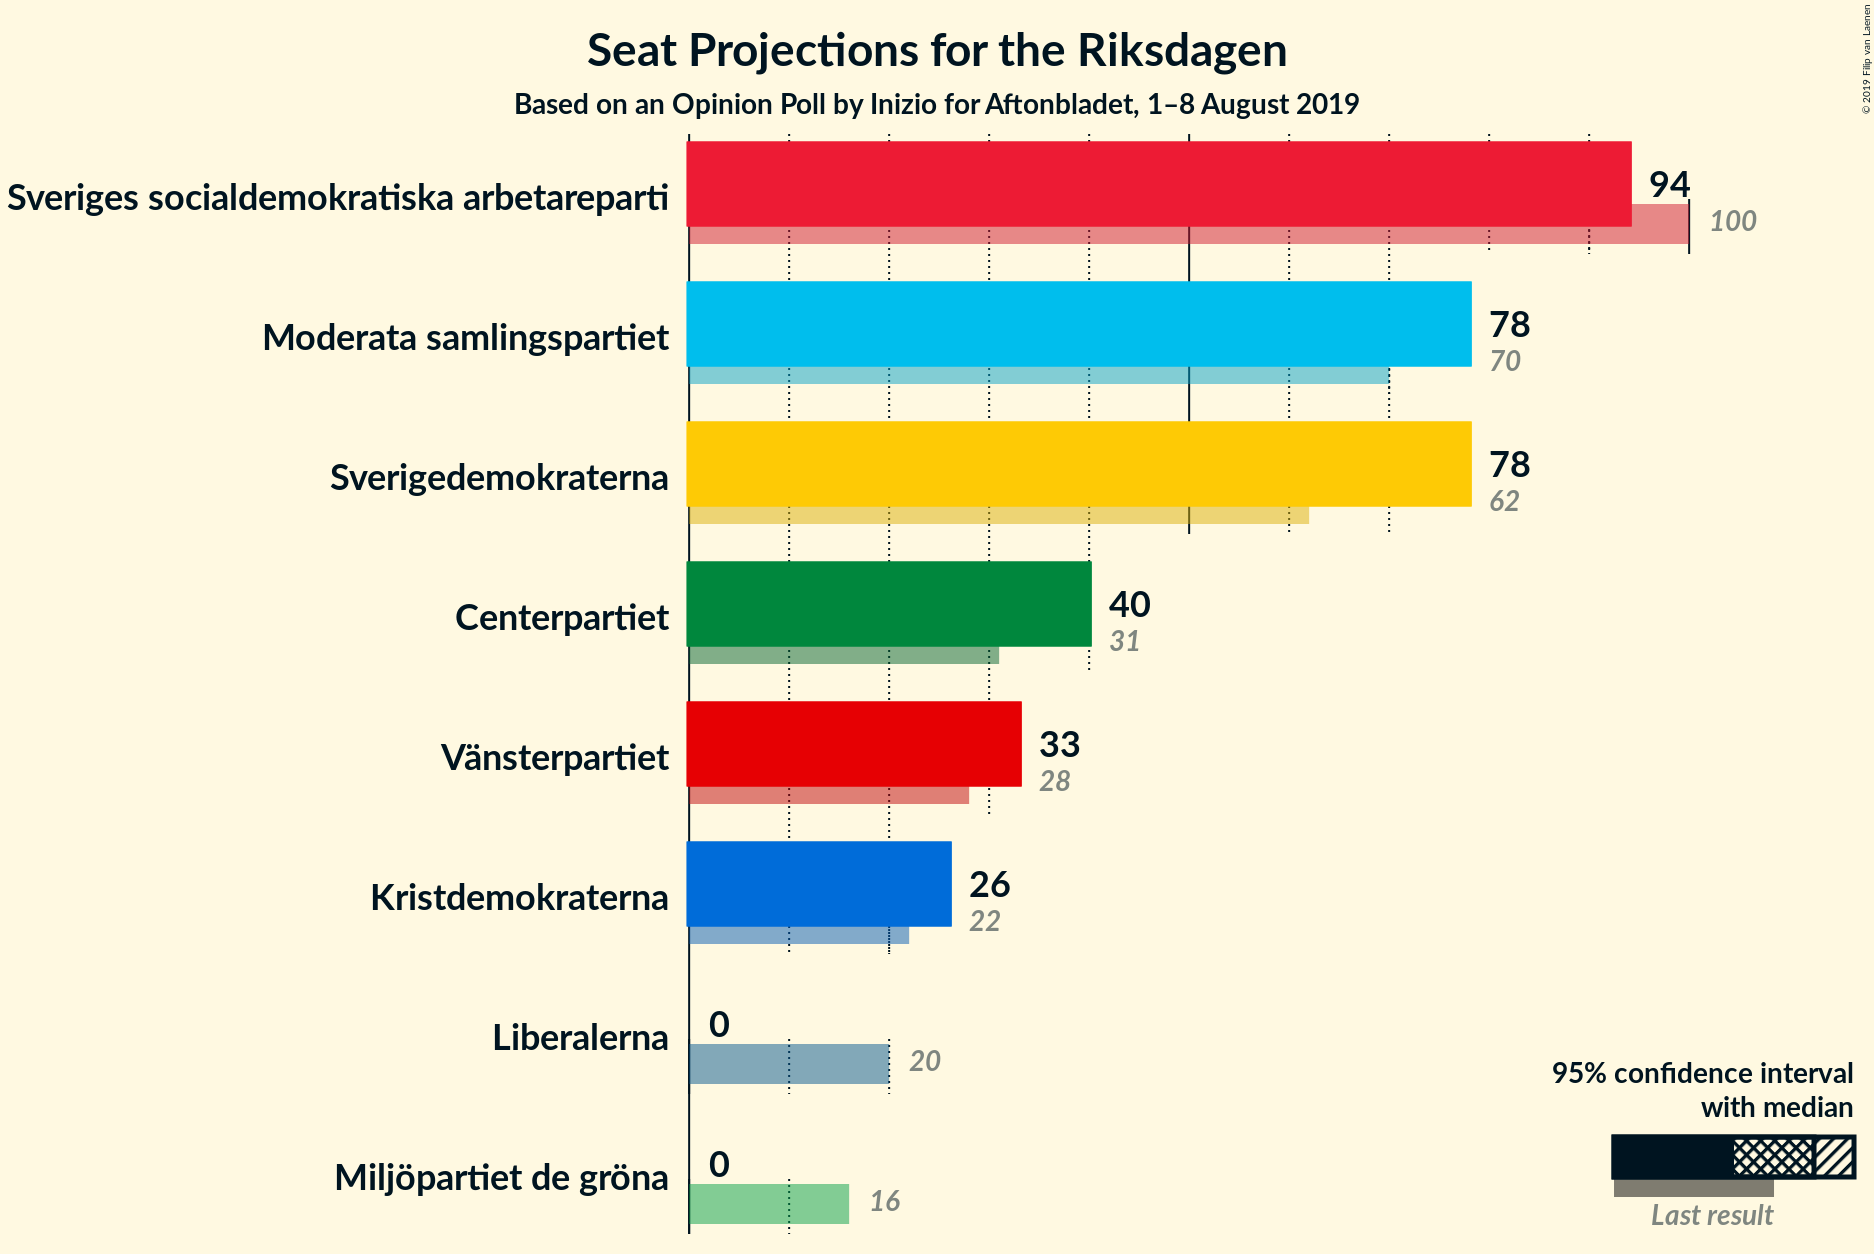 Seat Projections for the Riksdagen
Based on an Opinion Poll by Inizio for Aftonbladet, 1–8 August 2019
© 2019 Filip van Laenen
Sveriges socialdemokratiska arbetareparti
94
100
Moderata samlingspartiet
78
70
Sverigedemokraterna
78
62
Centerpartiet
40
31
Vänsterpartiet
33
28
Kristdemokraterna
26
22
Liberalerna
0
20
Miljöpartiet de gröna
0
16
95% confidence interval
with median
Last result